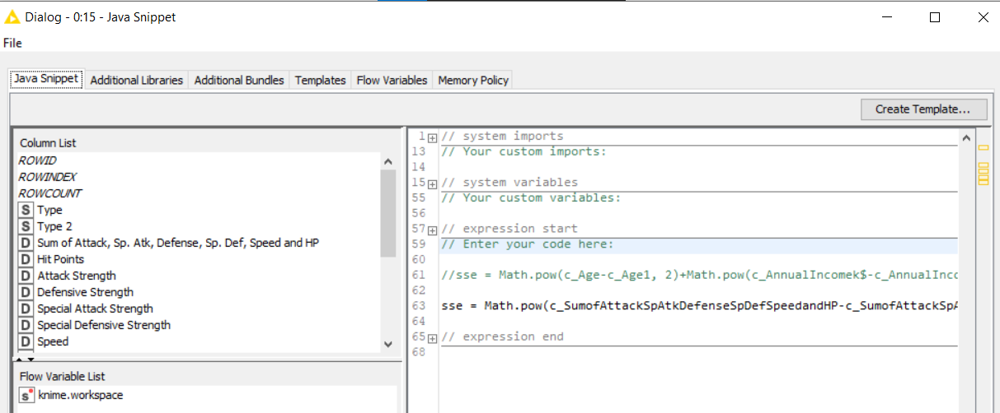 Dialog - 0:15 - Java Snippet
File
Java Snippet Additional Libraries Additional Bundles Templates Flow Variables Memory Policy
Create Template...
Column List
ROWID
ROWINDEX
ROWCOUNT
S Type
S Type 2
D Sum of Attack, Sp. Atk, Defense, Sp. Def, Speed and HP
D Hit Points
D Attack Strength
D Defensive Strength
D Special Attack Strength
D Special Defensive Strength
D Speed
Flow Variable List
s knime.workspace
1 // system imports
13 // Your custom imports:
14
15 // system variables
55 // Your custom variables:
56
57 // expression start
59 // Enter your code here:
60
61 //sse = Math.pow(c_Age-c_Age1, 2)+Math.pow(c_AnnualIncomek$-c_AnnualInco
62
63 sse = Math.pow(c_SumofAttackSpAtkDefenseSpDefSpeedandHP-c_SumofAttackSpA
64
65 // expression end
68